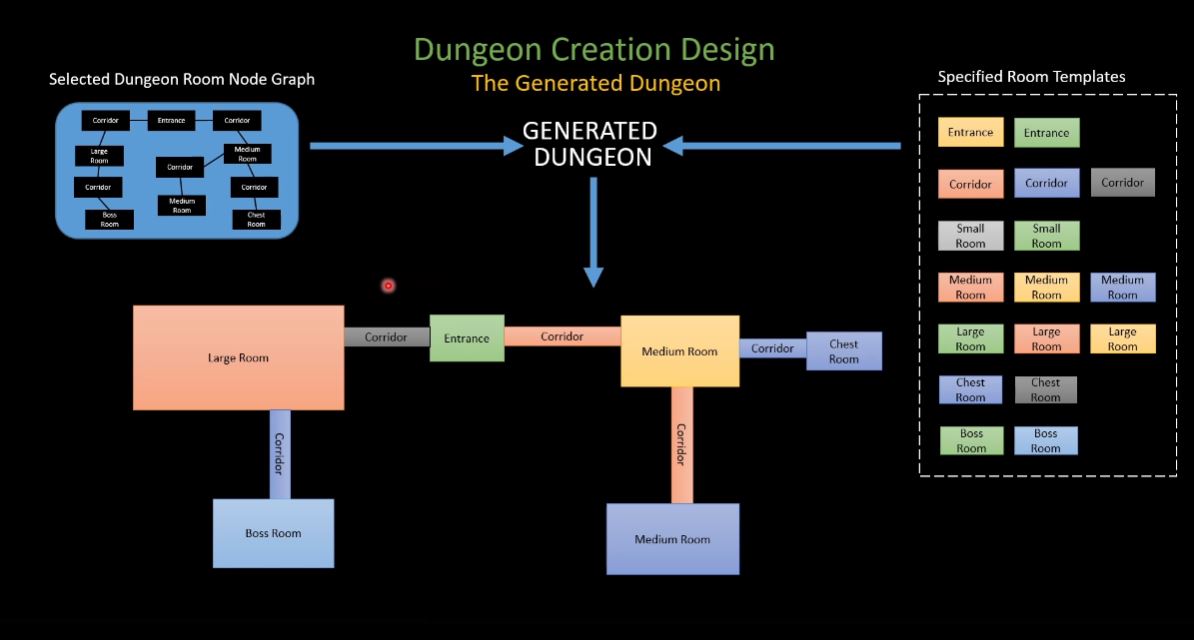 Dungeon Creation Design
The Generated Dungeon
Selected Dungeon Room Node Graph
Corridor
Entrance
Corridor
Large
Room
Corridor
Medium
Room
Corridor
Medium
Room
Corridor
Boss
Room
Chest
Room
GENERATED
DUNGEON
Specified Room Templates
Entrance
Entrance
Corridor
Corridor
Corridor
Small
Room
Small
Room
Medium
Room
Medium
Room
Medium
Room
Large
Room
Large
Room
Large
Room
Chest
Room
Chest
Room
Boss
Room
Boss
Room
Large Room
Corridor
Entrance
Corridor
Medium Room
Corridor
Chest
Room
Corridor
Corridor
Boss Room
Medium Room